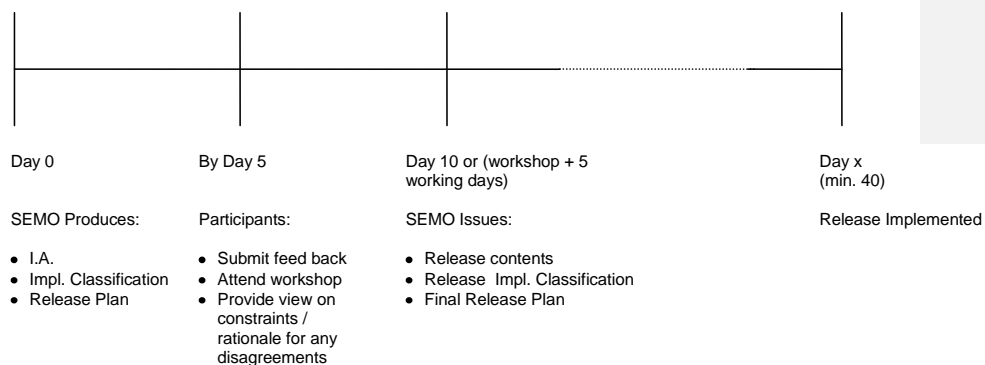 Day 0
SEMO Produces:
• I.A.
• Impl. Classification
• Release Plan
By Day 5
Participants:
• Submit feed back
• Attend workshop
• Provide view on
constraints /
rationale for any
disagreements
Day 10 or (workshop + 5
working days)
SEMO Issues:
• Release contents
• Release  Impl. Classification
• Final Release Plan
Day x
(min. 40)
Release Implemented